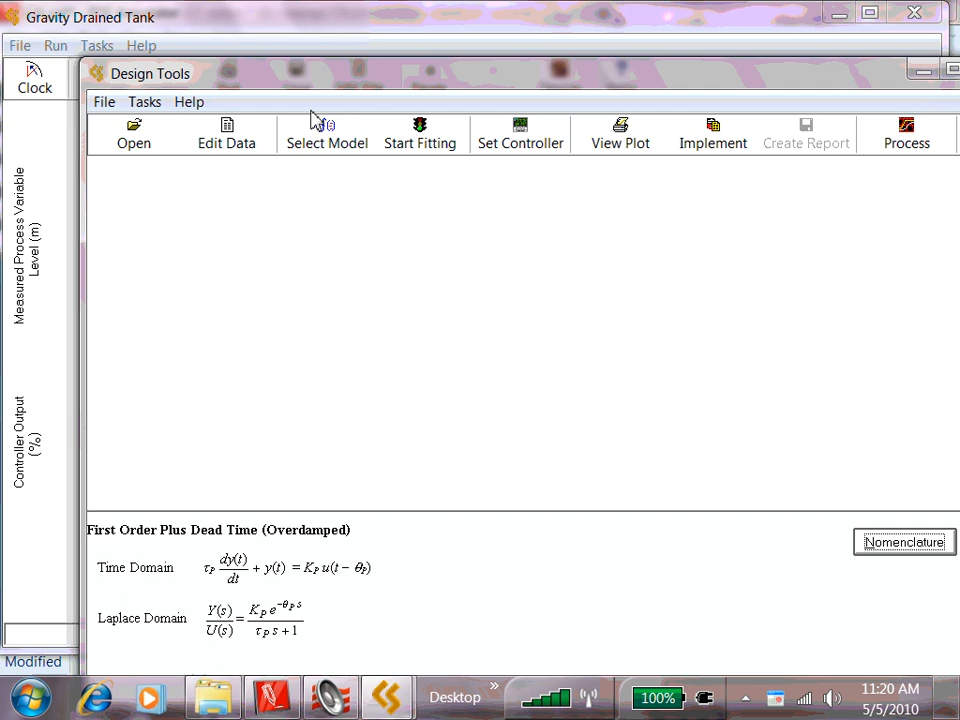 Gravity Drained Tank
File Run Tasks Help
Clock
Design Tools
File Tasks Help
Open Edit Data Select Model Start Fitting Set Controller View Plot Implement Create Report Process
Measured Process Variable
Level (m)
Controller Output
(%)
First Order Plus Dead Time (Overdamped)
Nomenclature
Time Domain τP dy(t)/dt + y(t) = KP u(t − θP)
Laplace Domain Y(s)/U(s) = KP e^−θP s / τP s + 1
Modified
Desktop » 100% 11:20 AM
5/5/2010